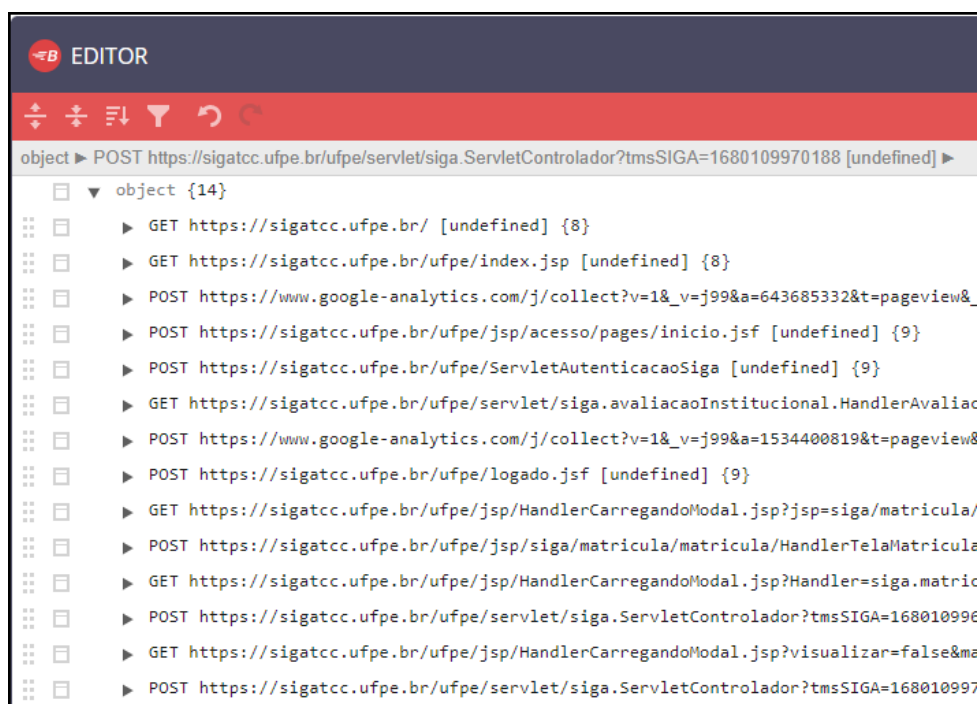 B EDITOR
object ► POST https://sigatcc.ufpe.br/ufpe/servlet/siga.ServletControlador?tmsSIGA=1680109970188 [undefined] ►
▼ object {14}
► GET https://sigatcc.ufpe.br/ [undefined] {8}
► GET https://sigatcc.ufpe.br/ufpe/index.jsp [undefined] {8}
► POST https://www.google-analytics.com/j/collect?v=1&_v=j99&a=643685332&t=pageview&_
► POST https://sigatcc.ufpe.br/ufpe/jsp/acesso/pages/inicio.jsf [undefined] {9}
► POST https://sigatcc.ufpe.br/ufpe/ServletAutenticacaoSiga [undefined] {9}
► GET https://sigatcc.ufpe.br/ufpe/servlet/siga.avaliacaoInstitucional.HandlerAvaliac
► POST https://www.google-analytics.com/j/collect?v=1&_v=j99&a=1534400819&t=pageview&
► POST https://sigatcc.ufpe.br/ufpe/logado.jsf [undefined] {9}
► GET https://sigatcc.ufpe.br/ufpe/jsp/HandlerCarregandoModal.jsp?jsp=siga/matricula/
► POST https://sigatcc.ufpe.br/ufpe/jsp/siga/matricula/matricula/HandlerTelaMatricula
► GET https://sigatcc.ufpe.br/ufpe/jsp/HandlerCarregandoModal.jsp?Handler=siga.matric
► POST https://sigatcc.ufpe.br/ufpe/servlet/siga.ServletControlador?tmsSIGA=168010996
► GET https://sigatcc.ufpe.br/ufpe/jsp/HandlerCarregandoModal.jsp?visualizar=false&ma
► POST https://sigatcc.ufpe.br/ufpe/servlet/siga.ServletControlador?tmsSIGA=168010997